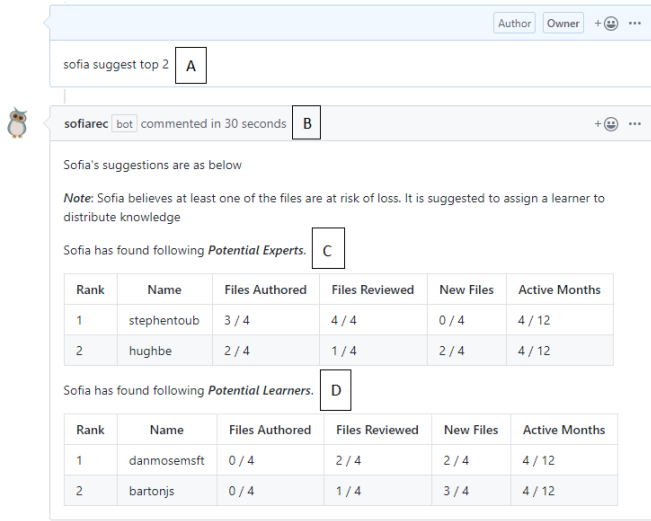 Author Owner + ...
sofia suggest top 2 A
sofiarec bot commented in 30 seconds B + ...
Sofia's suggestions are as below
Note: Sofia believes at least one of the files are at risk of loss. It is suggested to assign a learner to
distribute knowledge
Sofia has found following Potential Experts. C
Rank Name Files Authored Files Reviewed New Files Active Months
1 stephentoub 3 / 4 4 / 4 0 / 4 4 / 12
2 hughbe 2 / 4 1 / 4 2 / 4 4 / 12
Sofia has found following Potential Learners. D
Rank Name Files Authored Files Reviewed New Files Active Months
1 danmosemsft 0 / 4 2 / 4 2 / 4 4 / 12
2 bartonjs 0 / 4 1 / 4 3 / 4 4 / 12